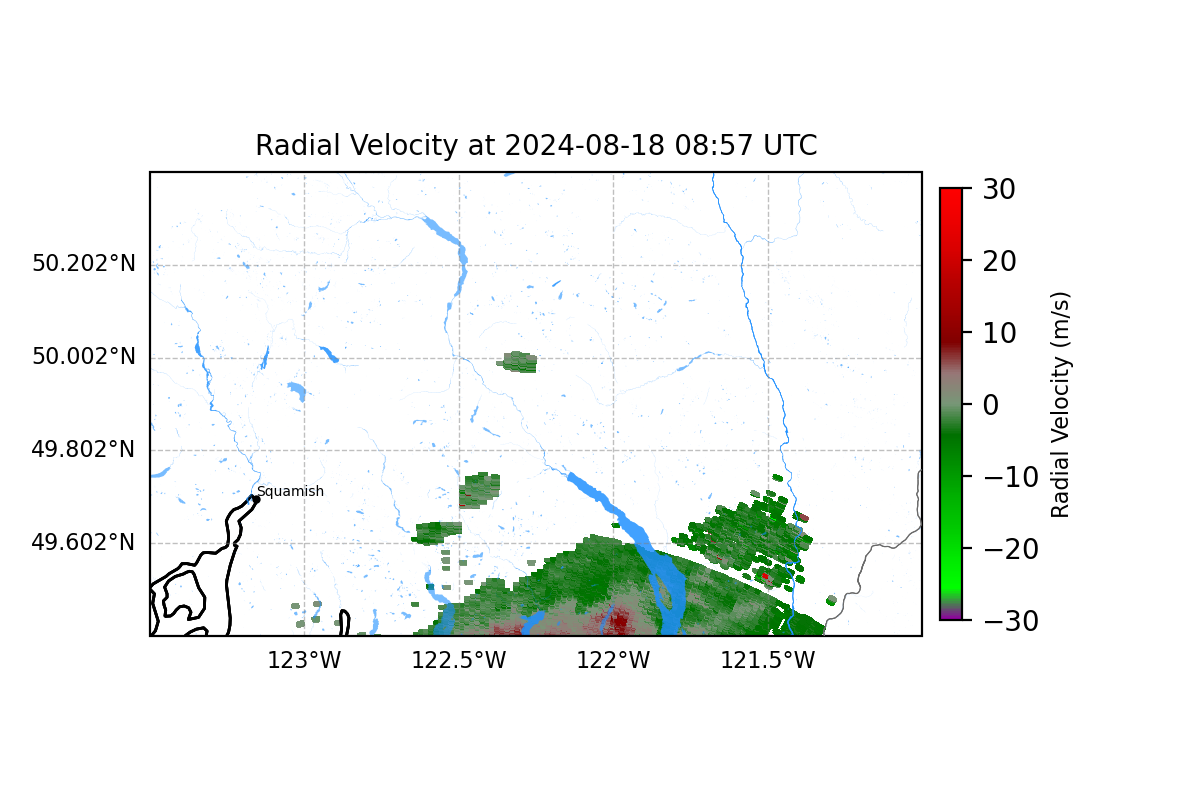 Radial Velocity at 2024-08-18 08:57 UTC
50.202°N
50.002°N
49.802°N
49.602°N
Squamish
123°W
122.5°W
122°W
121.5°W
30
20
10
0
−10
−20
−30
Radial Velocity (m/s)